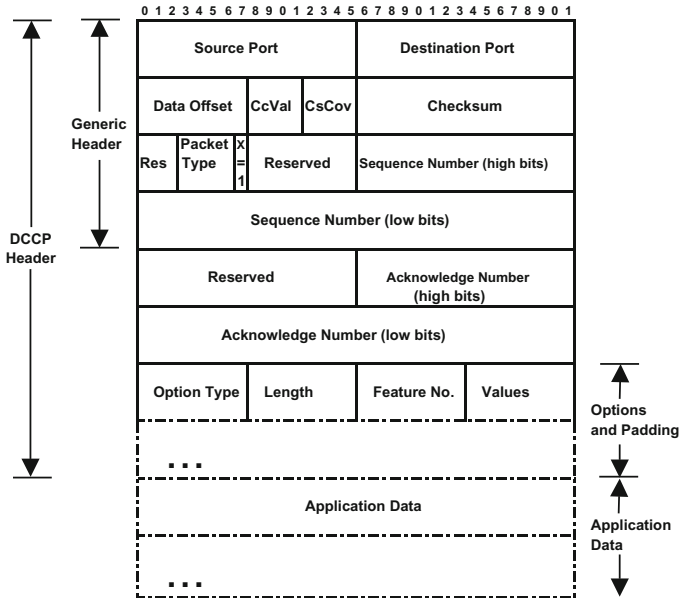 0 1 2 3 4 5 6 7 8 9 0 1 2 3 4 5 6 7 8 9 0 1 2 3 4 5 6 7 8 9 0 1
Source Port
Destination Port
Data Offset
CcVal
CsCov
Checksum
Generic
Header
Res
Packet
Type
X
=
1
Reserved
Sequence Number (high bits)
Sequence Number (low bits)
DCCP
Header
Reserved
Acknowledge Number
(high bits)
Acknowledge Number (low bits)
Option Type
Length
Feature No.
Values
Options
and Padding
...
Application Data
Application
Data
...